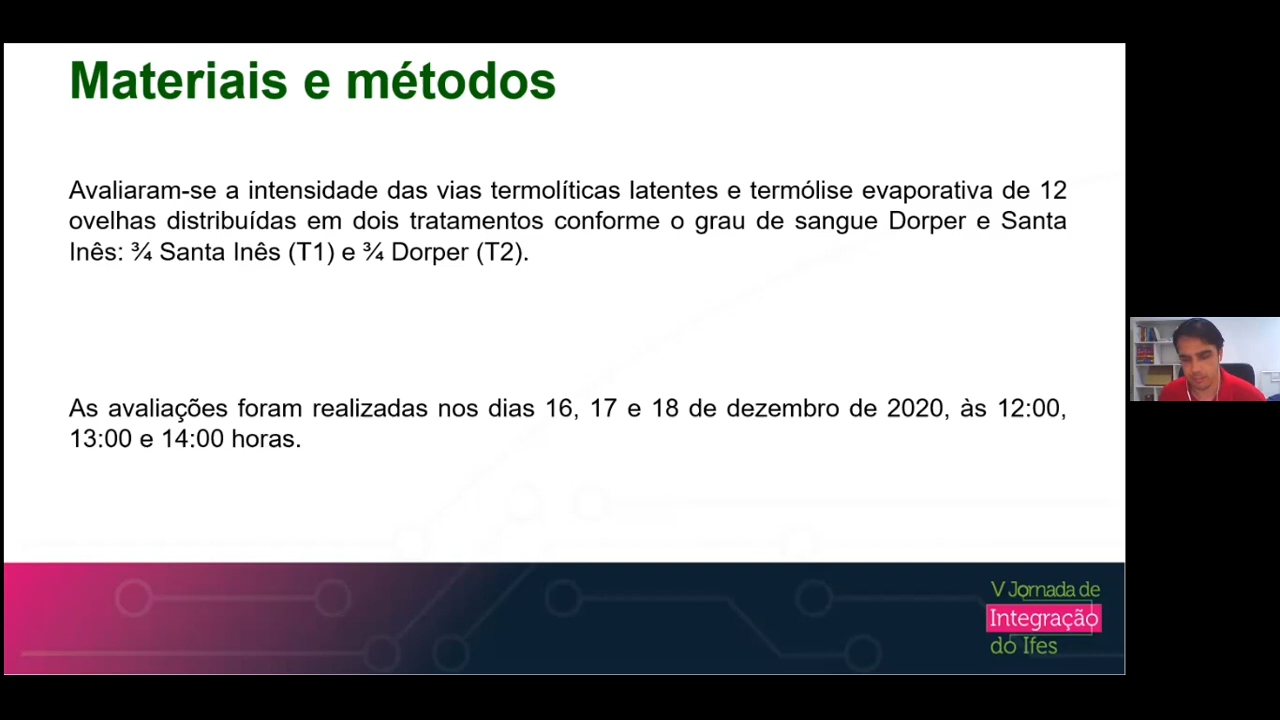 Materiais e métodos
Avaliaram-se a intensidade das vias termolíticas latentes e termólise evaporativa de 12
ovelhas distribuídas em dois tratamentos conforme o grau de sangue Dorper e Santa
Inês: ¾ Santa Inês (T1) e ¾ Dorper (T2).
As avaliações foram realizadas nos dias 16, 17 e 18 de dezembro de 2020, às 12:00,
13:00 e 14:00 horas.
V Jornada de
Integração
do Ifes